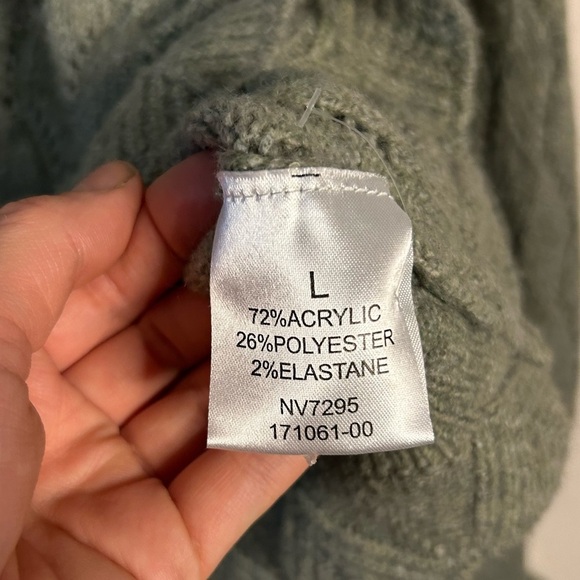 L
72%ACRYLIC
26%POLYESTER
2%ELASTANE
NV7295
171061-00